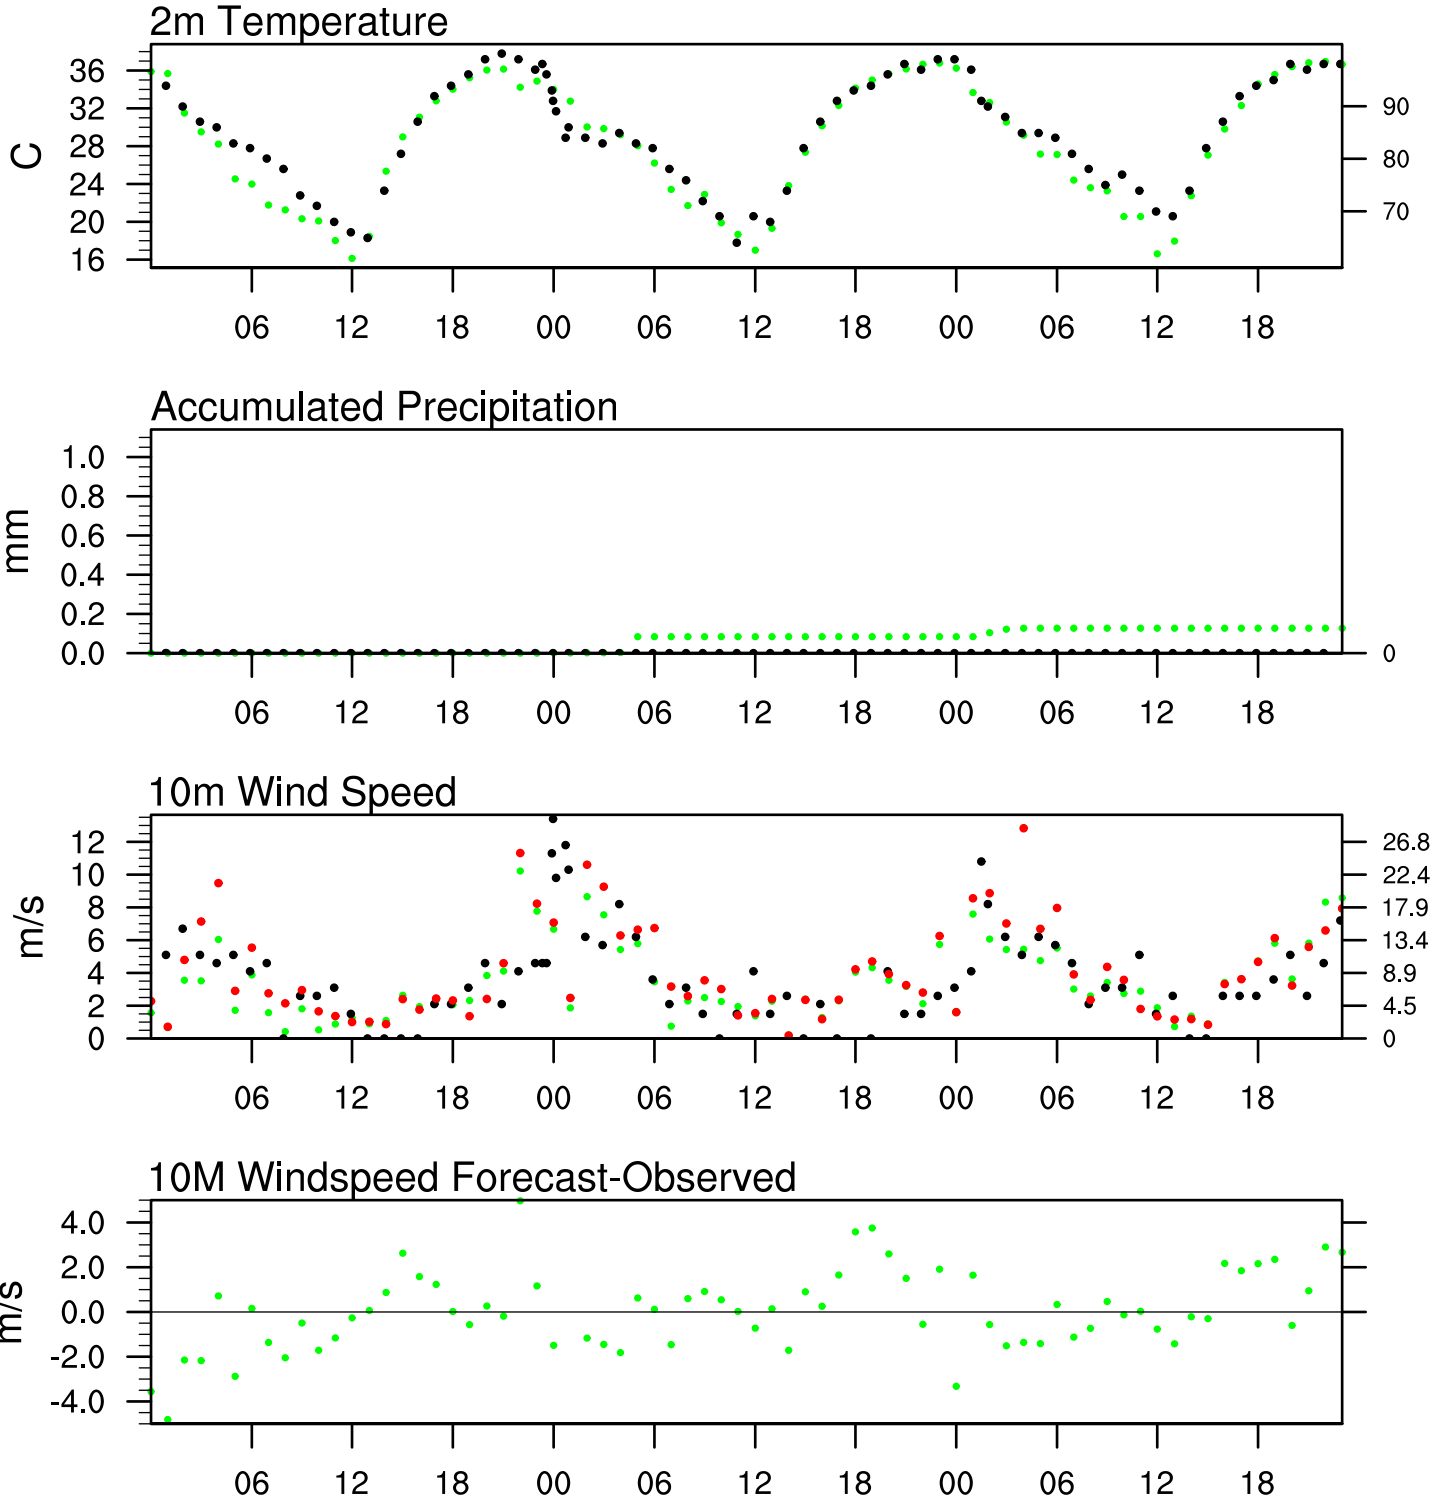 2m Temperature
36
32
28
24
20
16
C
90
80
70
06 12 18 00 06 12 18 00 06 12 18
Accumulated Precipitation
1.0
0.8
0.6
0.4
0.2
0.0
mm
0
06 12 18 00 06 12 18 00 06 12 18
10m Wind Speed
12
10
8
6
4
2
0
m/s
26.8
22.4
17.9
13.4
8.9
4.5
0
06 12 18 00 06 12 18 00 06 12 18
10M Windspeed Forecast-Observed
4.0
2.0
0.0
-2.0
-4.0
m/s
06 12 18 00 06 12 18 00 06 12 18